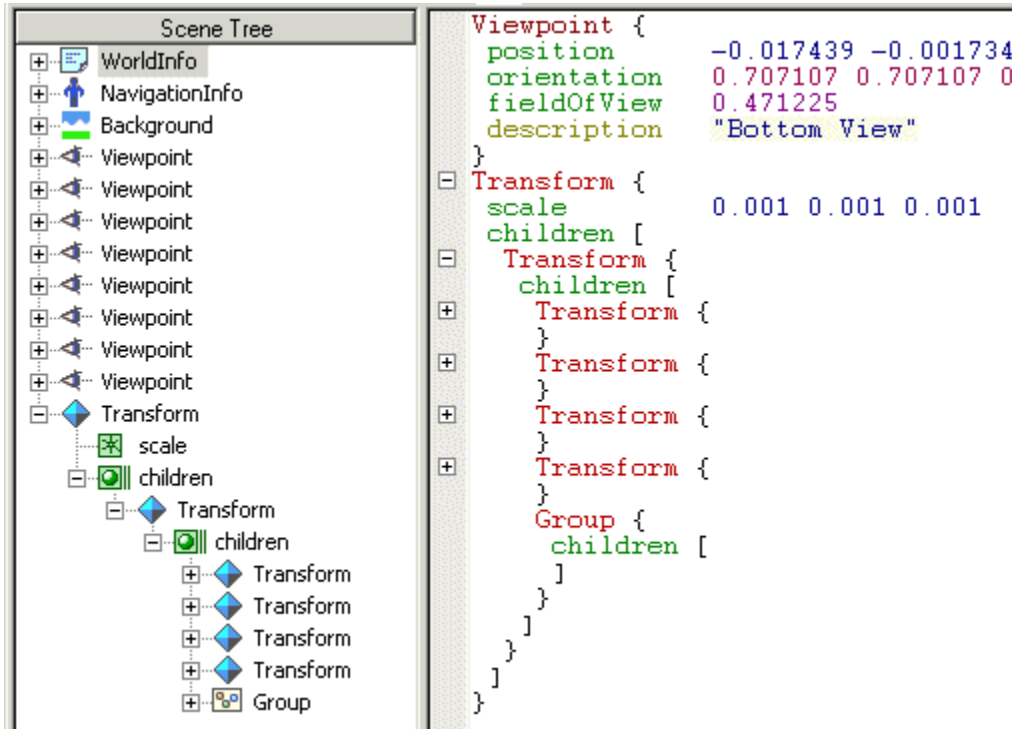 Scene Tree
WorldInfo
NavigationInfo
Background
Viewpoint
Viewpoint
Viewpoint
Viewpoint
Viewpoint
Viewpoint
Viewpoint
Viewpoint
Transform
scale
children
Transform
children
Transform
Transform
Transform
Transform
Group
Viewpoint {
position -0.017439 -0.001734
orientation 0.707107 0.707107 0
fieldOfView 0.471225
description "Bottom View"
}
Transform {
scale 0.001 0.001 0.001
children [
Transform {
children [
Transform {
}
Transform {
}
Transform {
}
Transform {
}
Group {
children [
]
}
]
}
]
}